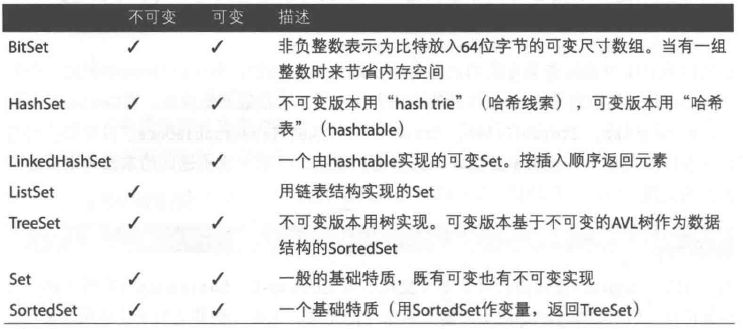 不可变 可变 描述
BitSet ✓ ✓ 非负整数表示为比特放入64位字节的可变尺寸数组。当有一组
整数时来节省内存空间
HashSet ✓ ✓ 不可变版本用“hash trie”（哈希线索），可变版本用“哈希
表”（hashtable）
LinkedHashSet ✓ 一个由hashtable实现的可变Set。按插入顺序返回元素
ListSet ✓ 用链表结构实现的Set
TreeSet ✓ ✓ 不可变版本用树实现。可变版本基于不可变的AVL树作为数据
结构的SortedSet
Set ✓ ✓ 一般的基础特质，既有可变也有不可变实现
SortedSet ✓ ✓ 一个基础特质（用SortedSet作变量，返回TreeSet）